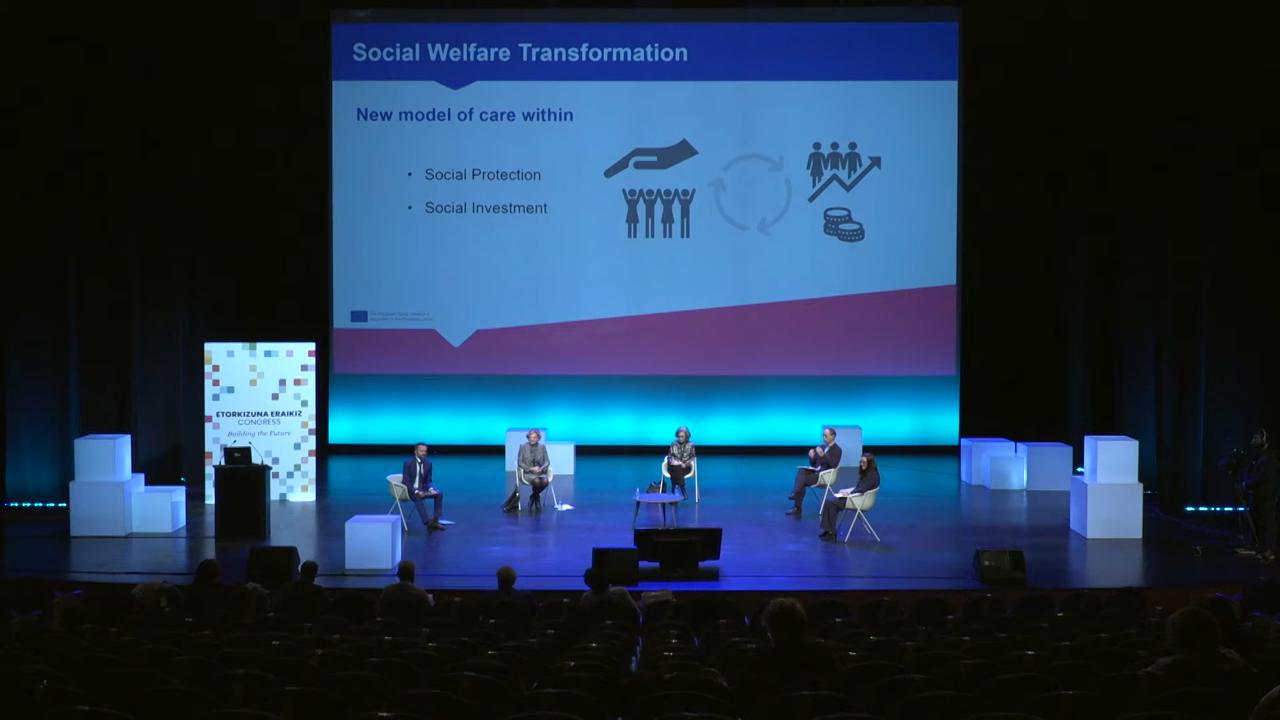 Social Welfare Transformation
New model of care within
• Social Protection
• Social Investment
ETORKIZUNA ERAIKIZ
CONGRESS
Building the Future